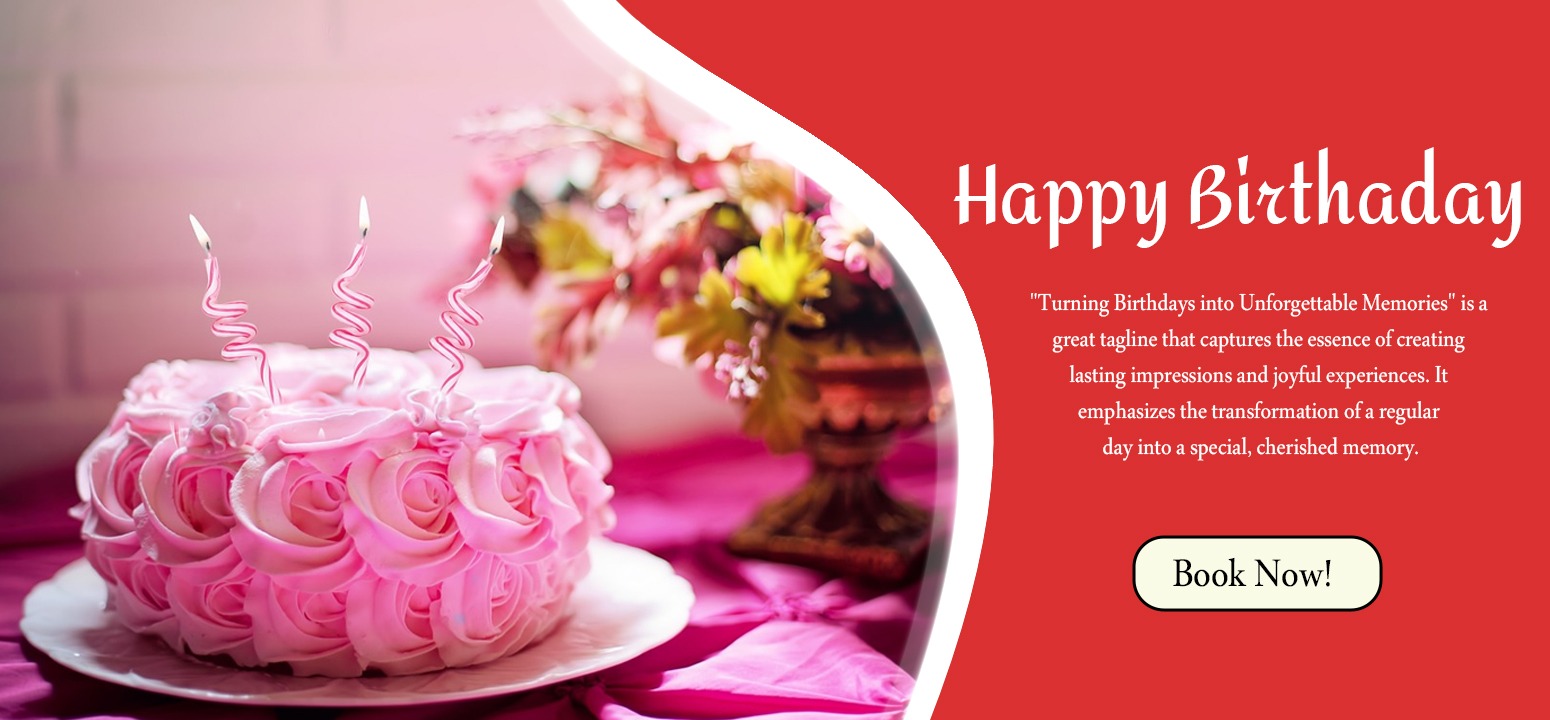 Happy Birthaday
"Turning Birthdays into Unforgettable Memories" is a
great tagline that captures the essence of creating
lasting impressions and joyful experiences. It
emphasizes the transformation of a regular
day into a special, cherished memory.
Book Now!